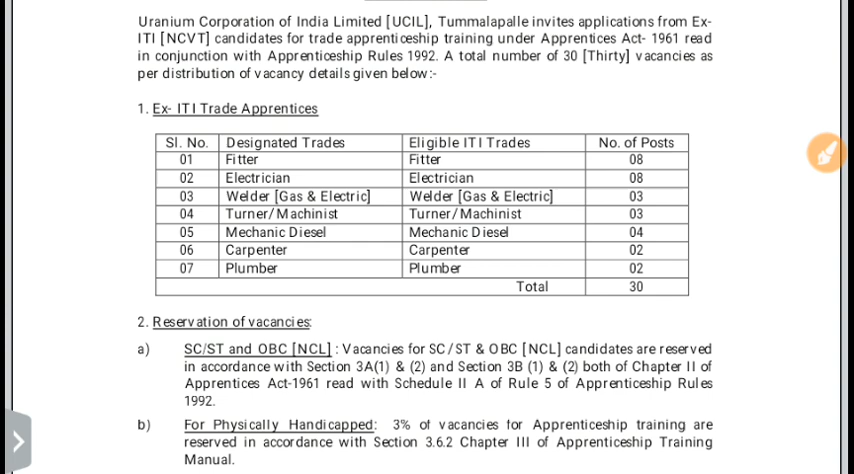 Uranium Corporation of India Limited [UCIL], Tummalapalle invites applications from Ex-
ITI [NCVT] candidates for trade apprenticeship training under Apprentices Act- 1961 read
in conjunction with Apprenticeship Rules 1992. A total number of 30 [Thirty] vacancies as
per distribution of vacancy details given below:-
1. Ex- ITI Trade Apprentices
Sl. No. Designated Trades Eligible ITI Trades No. of Posts
01 Fitter Fitter 08
02 Electrician Electrician 08
03 Welder [Gas & Electric] Welder [Gas & Electric] 03
04 Turner/Machinist Turner/Machinist 03
05 Mechanic Diesel Mechanic Diesel 04
06 Carpenter Carpenter 02
07 Plumber Plumber 02
Total 30
2. Reservation of vacancies:
a) SC/ST and OBC [NCL] : Vacancies for SC/ST & OBC [NCL] candidates are reserved
in accordance with Section 3A(1) & (2) and Section 3B (1) & (2) both of Chapter II of
Apprentices Act-1961 read with Schedule II A of Rule 5 of Apprenticeship Rules
1992.
b) For Physically Handicapped: 3% of vacancies for Apprenticeship training are
reserved in accordance with Section 3.6.2 Chapter III of Apprenticeship Training
Manual.